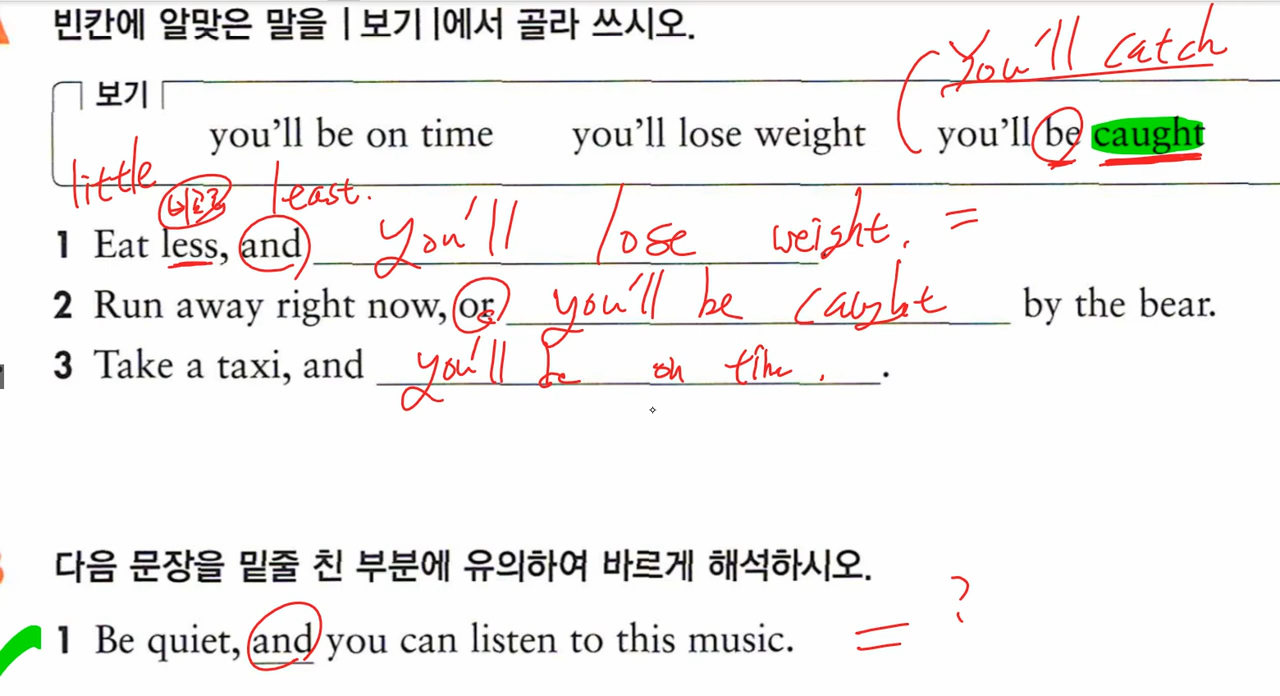 빈칸에 알맞은 말을 | 보기 |에서 골라 쓰시오.
You'll catch
보기
you'll be on time you'll lose weight you'll be caught
little 비교급 least.
1 Eat less, and you'll lose weight. =
2 Run away right now, or you'll be caught by the bear.
3 Take a taxi, and you'll be on time. .
다음 문장을 밑줄 친 부분에 유의하여 바르게 해석하시오.
1 Be quiet, and you can listen to this music. = ?